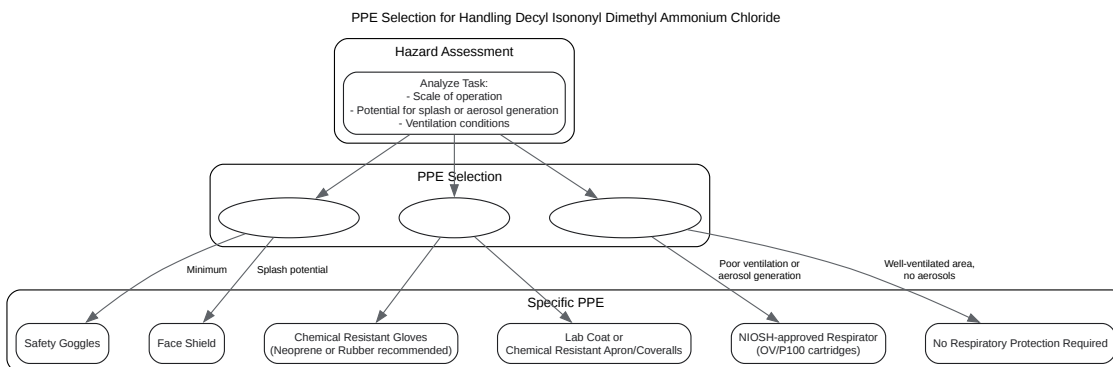 PPE Selection for Handling Decyl Isononyl Dimethyl Ammonium Chloride
Hazard Assessment
Analyze Task:
- Scale of operation
- Potential for splash or aerosol generation
- Ventilation conditions
PPE Selection
Minimum
Splash potential
Poor ventilation or
aerosol generation
Well-ventilated area,
no aerosols
Specific PPE
Safety Goggles
Face Shield
Chemical Resistant Gloves
(Neoprene or Rubber recommended)
Lab Coat or
Chemical Resistant Apron/Coveralls
NIOSH-approved Respirator
(OV/P100 cartridges)
No Respiratory Protection Required